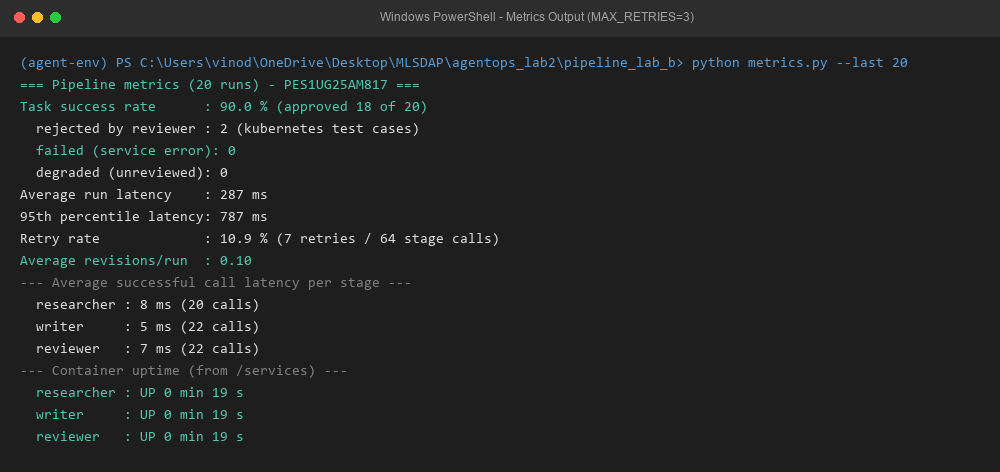 Windows PowerShell - Metrics Output (MAX_RETRIES=3)
(agent-env) PS C:\Users\vinod\OneDrive\Desktop\MLSDAP\agentops_lab2\pipeline_lab_b> python metrics.py --last 20
=== Pipeline metrics (20 runs) - PES1UG25AM817 ===
Task success rate      : 90.0 % (approved 18 of 20)
  rejected by reviewer : 2 (kubernetes test cases)
  failed (service error): 0
  degraded (unreviewed): 0
Average run latency    : 287 ms
95th percentile latency: 787 ms
Retry rate             : 10.9 % (7 retries / 64 stage calls)
Average revisions/run  : 0.10
--- Average successful call latency per stage ---
  researcher : 8 ms (20 calls)
  writer     : 5 ms (22 calls)
  reviewer   : 7 ms (22 calls)
--- Container uptime (from /services) ---
  researcher : UP 0 min 19 s
  writer     : UP 0 min 19 s
  reviewer   : UP 0 min 19 s